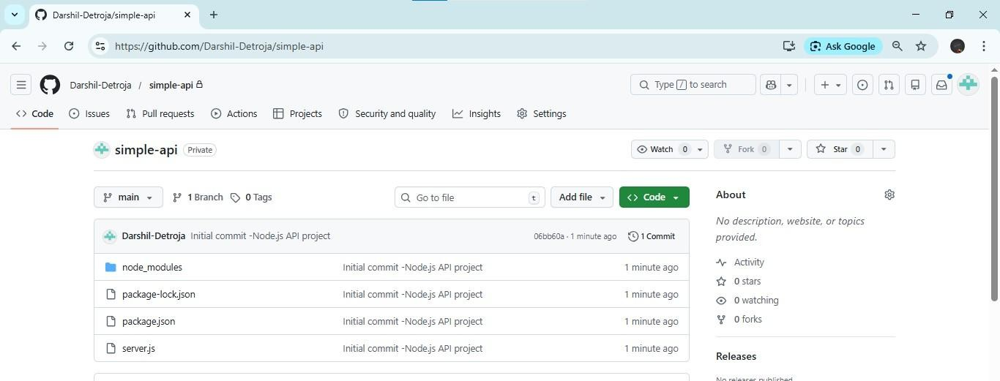 Darshil-Detroja/simple-api
https://github.com/Darshil-Detroja/simple-api
Ask Google
Darshil-Detroja / simple-api
Type / to search
Code Issues Pull requests Actions Projects Security and quality Insights Settings
simple-api Private
Watch 0 Fork 0 Star 0
main 1 Branch 0 Tags
Go to file t Add file Code
About
No description, website, or topics
provided.
Darshil-Detroja Initial commit -Node.js API project 06bb60a · 1 minute ago 1 Commit
node_modules Initial commit -Node.js API project 1 minute ago
package-lock.json Initial commit -Node.js API project 1 minute ago
package.json Initial commit -Node.js API project 1 minute ago
server.js Initial commit -Node.js API project 1 minute ago
Activity
0 stars
0 watching
0 forks
Releases
No releases published